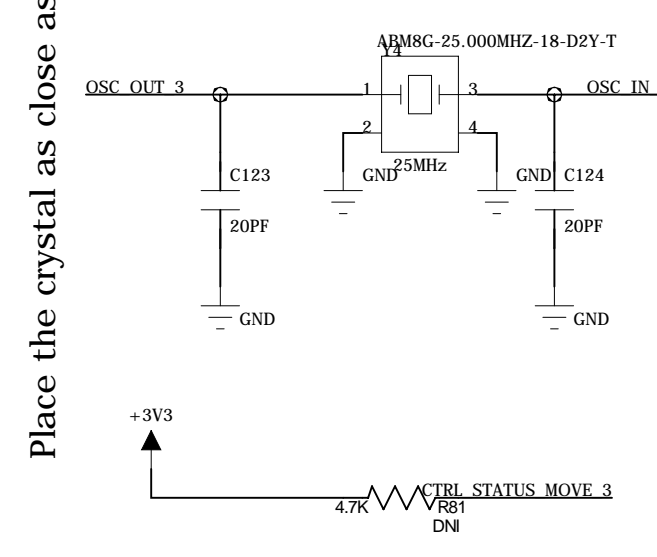 Place the crystal as close as
ABM8G-25.000MHZ-18-D2Y-T
Y4
OSC_OUT_3
1
3
OSC_IN
2
4
25MHz
C123
GND
GND
C124
20PF
20PF
GND
GND
+3V3
4.7K
CTRL_STATUS_MOVE_3
R81
DNI